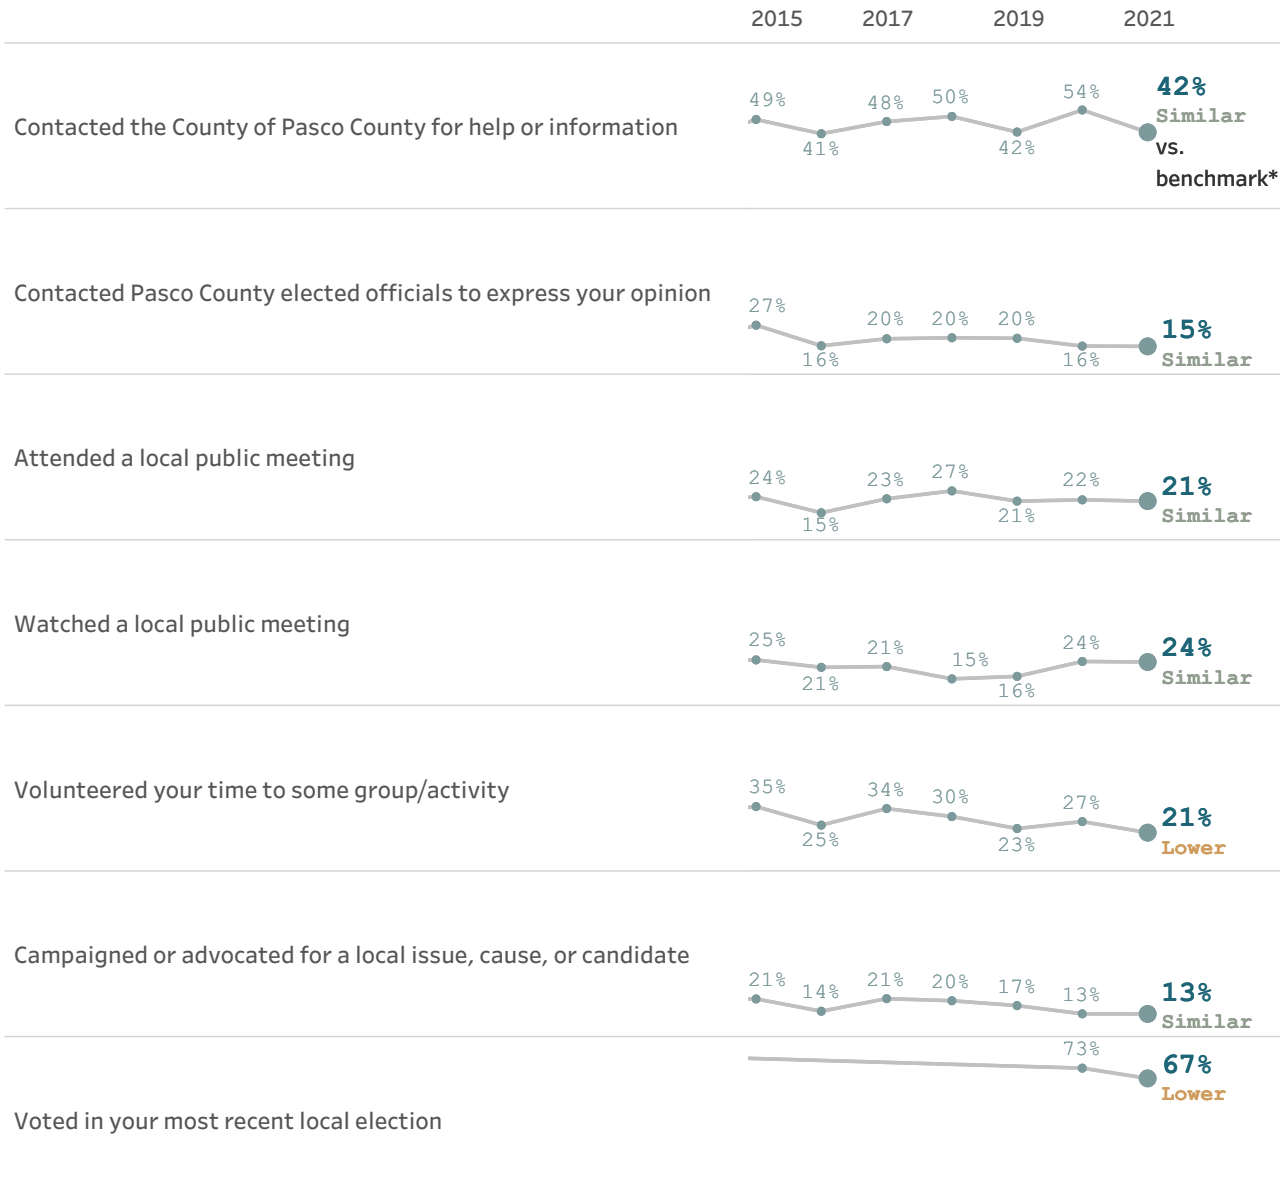 2015 2017 2019 2021
Contacted the County of Pasco County for help or information
49% 41% 48% 50% 42% 54% 42%
Similar
vs.
benchmark*
Contacted Pasco County elected officials to express your opinion
27% 16% 20% 20% 20% 16% 15%
Similar
Attended a local public meeting
24% 15% 23% 27% 21% 22% 21%
Similar
Watched a local public meeting
25% 21% 21% 15% 16% 24% 24%
Similar
Volunteered your time to some group/activity
35% 25% 34% 30% 23% 27% 21%
Lower
Campaigned or advocated for a local issue, cause, or candidate
21% 14% 21% 20% 17% 13% 13%
Similar
73% 67%
Lower
Voted in your most recent local election